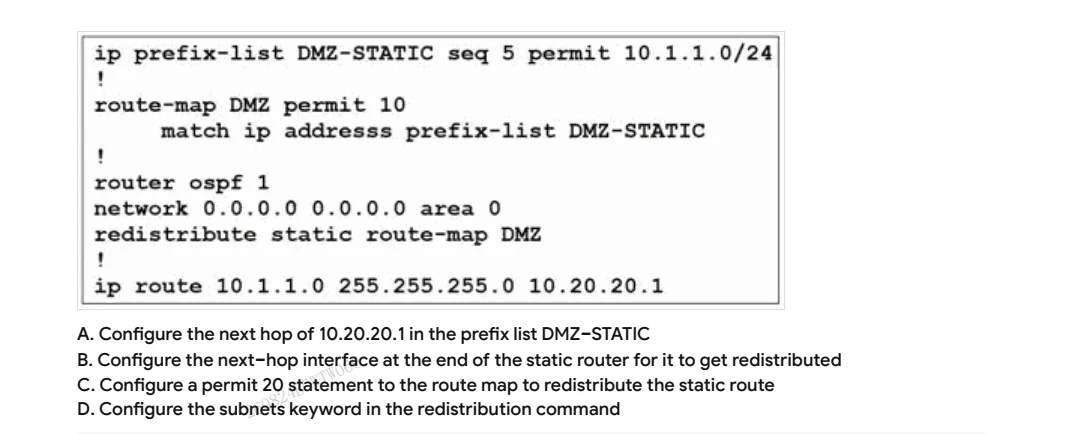 ip prefix-list DMZ-STATIC seq 5 permit 10.1.1.0/24
!
route-map DMZ permit 10
match ip addresss prefix-list DMZ-STATIC
!
router ospf 1
network 0.0.0.0 0.0.0.0 area 0
redistribute static route-map DMZ
!
ip route 10.1.1.0 255.255.255.0 10.20.20.1
A. Configure the next hop of 10.20.20.1 in the prefix list DMZ-STATIC
B. Configure the next-hop interface at the end of the static router for it to get redistributed
C. Configure a permit 20 statement to the route map to redistribute the static route
D. Configure the subnets keyword in the redistribution command